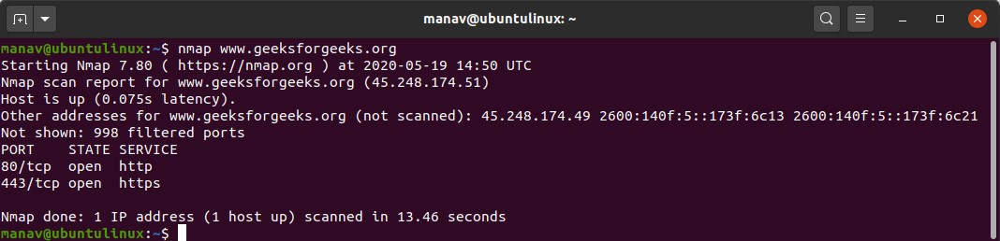 manav@ubuntulinux: ~
manav@ubuntulinux:~$ nmap www.geeksforgeeks.org
Starting Nmap 7.80 ( https://nmap.org ) at 2020-05-19 14:50 UTC
Nmap scan report for www.geeksforgeeks.org (45.248.174.51)
Host is up (0.075s latency).
Other addresses for www.geeksforgeeks.org (not scanned): 45.248.174.49 2600:140f:5::173f:6c13 2600:140f:5::173f:6c21
Not shown: 998 filtered ports
PORT    STATE SERVICE
80/tcp  open  http
443/tcp open  https
Nmap done: 1 IP address (1 host up) scanned in 13.46 seconds
manav@ubuntulinux:~$